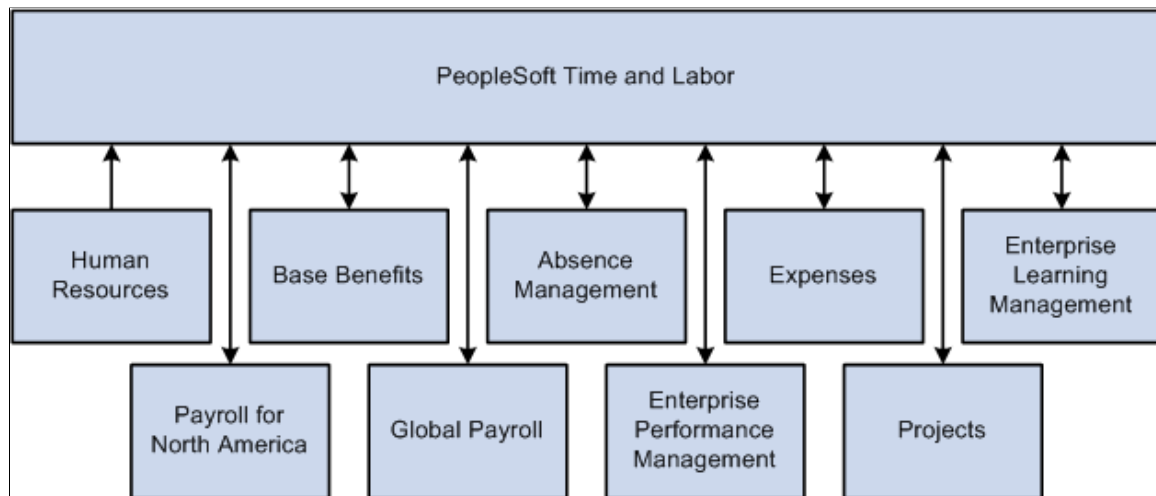 PeopleSoft Time and Labor
Human
Resources
Base Benefits
Absence
Management
Expenses
Enterprise
Learning
Management
Payroll for
North America
Global Payroll
Enterprise
Performance
Management
Projects